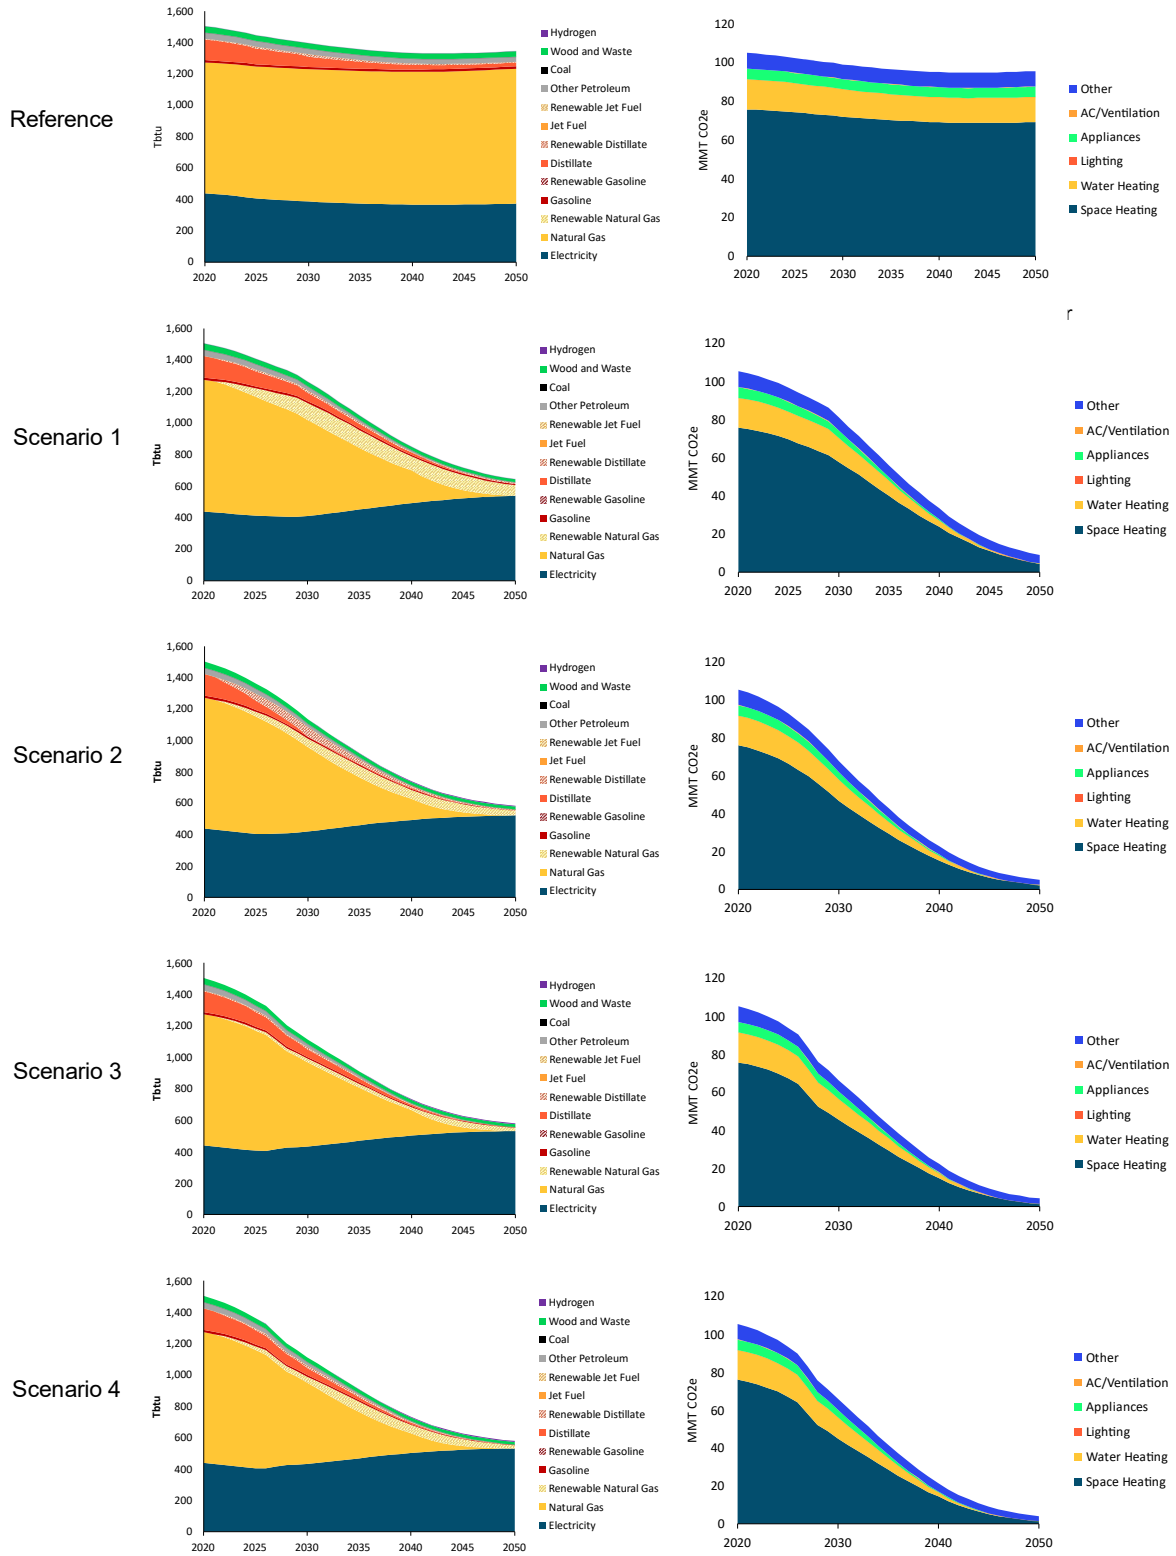 Reference
1,600
1,400
1,200
1,000
800
600
400
200
0
Tbtu
2020 2025 2030 2035 2040 2045 2050
Hydrogen
Wood and Waste
Coal
Other Petroleum
Renewable Jet Fuel
Jet Fuel
Renewable Distillate
Distillate
Renewable Gasoline
Gasoline
Renewable Natural Gas
Natural Gas
Electricity
120
100
80
60
40
20
0
MMT CO2e
2020 2025 2030 2035 2040 2045 2050
Other
AC/Ventilation
Appliances
Lighting
Water Heating
Space Heating
r
Scenario 1
1,600
1,400
1,200
1,000
800
600
400
200
0
Tbtu
2020 2025 2030 2035 2040 2045 2050
Hydrogen
Wood and Waste
Coal
Other Petroleum
Renewable Jet Fuel
Jet Fuel
Renewable Distillate
Distillate
Renewable Gasoline
Gasoline
Renewable Natural Gas
Natural Gas
Electricity
120
100
80
60
40
20
0
MMT CO2e
2020 2025 2030 2035 2040 2045 2050
Other
AC/Ventilation
Appliances
Lighting
Water Heating
Space Heating
Scenario 2
1,600
1,400
1,200
1,000
800
600
400
200
0
Tbtu
2020 2025 2030 2035 2040 2045 2050
Hydrogen
Wood and Waste
Coal
Other Petroleum
Renewable Jet Fuel
Jet Fuel
Renewable Distillate
Distillate
Renewable Gasoline
Gasoline
Renewable Natural Gas
Natural Gas
Electricity
120
100
80
60
40
20
0
MMT CO2e
2020 2030 2040 2050
Other
AC/Ventilation
Appliances
Lighting
Water Heating
Space Heating
Scenario 3
1,600
1,400
1,200
1,000
800
600
400
200
0
Tbtu
2020 2025 2030 2035 2040 2045 2050
Hydrogen
Wood and Waste
Coal
Other Petroleum
Renewable Jet Fuel
Jet Fuel
Renewable Distillate
Distillate
Renewable Gasoline
Gasoline
Renewable Natural Gas
Natural Gas
Electricity
120
100
80
60
40
20
0
MMT CO2e
2020 2030 2040 2050
Other
AC/Ventilation
Appliances
Lighting
Water Heating
Space Heating
Scenario 4
1,600
1,400
1,200
1,000
800
600
400
200
0
Tbtu
2020 2025 2030 2035 2040 2045 2050
Hydrogen
Wood and Waste
Coal
Other Petroleum
Renewable Jet Fuel
Jet Fuel
Renewable Distillate
Distillate
Renewable Gasoline
Gasoline
Renewable Natural Gas
Natural Gas
Electricity
120
100
80
60
40
20
0
MMT CO2e
2020 2030 2040 2050
Other
AC/Ventilation
Appliances
Lighting
Water Heating
Space Heating